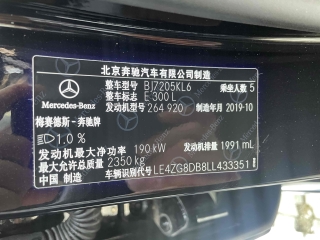 北京奔驰汽车有限公司制造
整车型号 BJ7205KL6 乘坐人数 5
整车标志 E 300 L
发动机型号 264 920 制造年月 2019-10
Mercedes-Benz
梅赛德斯-奔驰牌
1.0 %
发动机最大净功率 190 kW 发动机排量 1991 mL
最大允许总质量 2350 kg
中国 制造 车辆识别代号 LE4ZG8DB8LL433351